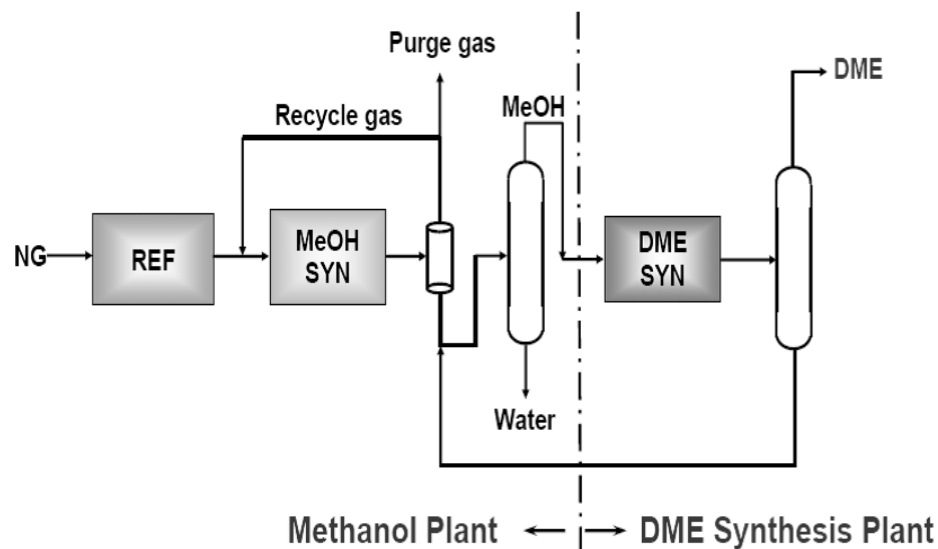 Purge gas
DME
Recycle gas
MeOH
NG
REF
MeOH
SYN
DME
SYN
Water
Methanol Plant
DME Synthesis Plant